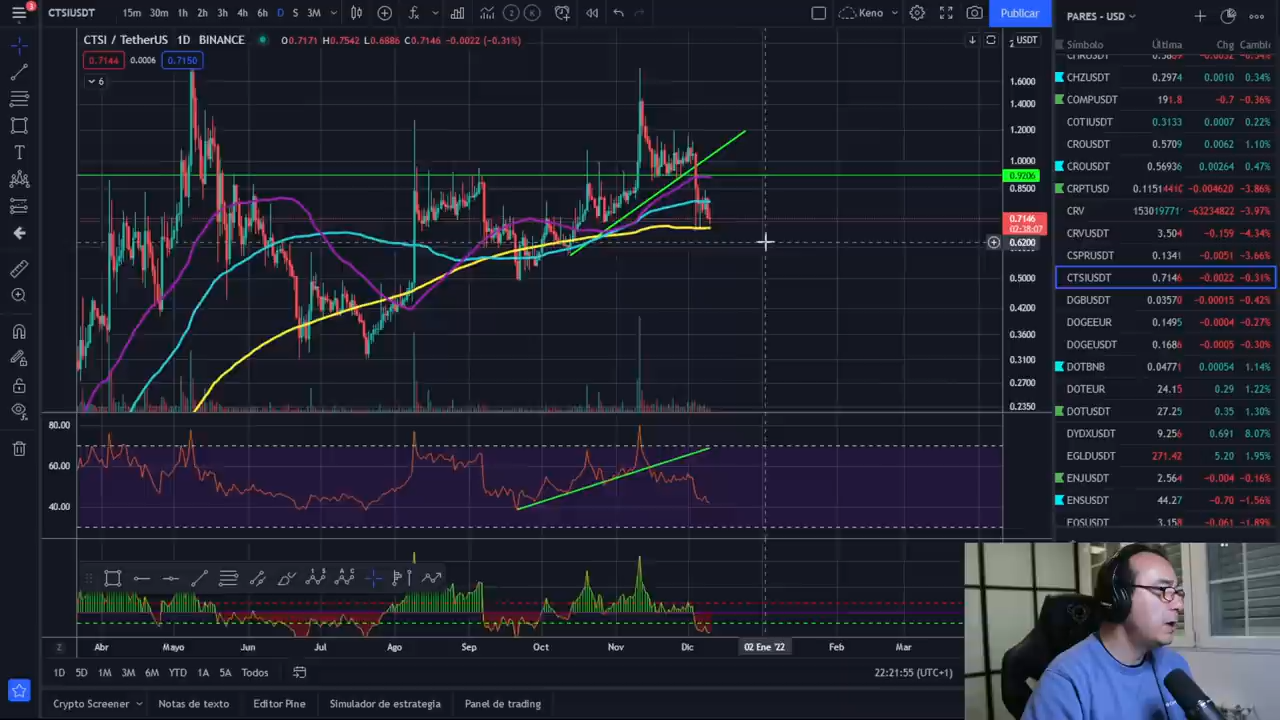 3
CTSIUSDT
15m 30m 1h 2h 3h 4h 6h D S 3M
2 K
Keno
Publicar
CTSI / TetherUS 1D BINANCE O0.7171 H0.7542 L0.6886 C0.7146 -0.0022 (-0.31%)
USDT
0.7144 0.0006 0.7150
6
1.6000
1.4000
1.2000
1.0000
0.9206
0.8500
0.7146
02:38:07
0.6200
0.5000
0.4200
0.3600
0.3100
0.2700
0.2350
80.00
60.00
40.00
Z Abr Mayo Jun Jul Ago Sep Oct Nov Dic 02 Ene '22 Feb Mar
1D 5D 1M 3M 6M YTD 1A 5A Todos
22:21:55 (UTC+1)
Crypto Screener Notas de texto Editor Pine Simulador de estrategia Panel de trading
PARES - USD
Símbolo Última Chg Cambio
CHZUSDT 0.2974 0.0010 0.34%
COMPUSDT 191.8 -0.7 -0.36%
COTIUSDT 0.3133 0.0007 0.22%
CROUSDT 0.5709 0.0062 1.10%
CROUSDT 0.56936 0.00264 0.47%
CRPTUSD 0.1151441C -0.004620 -3.86%
CRV 153019771 -63234822 -3.97%
CRVUSDT 3.504 -0.159 -4.34%
CSPRUSDT 0.1341 -0.0051 -3.66%
CTSIUSDT 0.7146 -0.0022 -0.31%
DGBUSDT 0.03570 -0.00015 -0.42%
DOGEEUR 0.1495 -0.0004 -0.27%
DOGEUSDT 0.1686 -0.0005 -0.30%
DOTBNB 0.0477 0.00054 1.14%
DOTEUR 24.15 0.29 1.22%
DOTUSDT 27.25 0.35 1.30%
DYDXUSDT 9.256 0.691 8.07%
EGLDUSDT 271.42 5.20 1.95%
ENJUSDT 2.564 -0.004 -0.16%
ENSUSDT 44.27 -0.70 -1.56%
EOSUSDT 3.158 -0.061 -1.89%